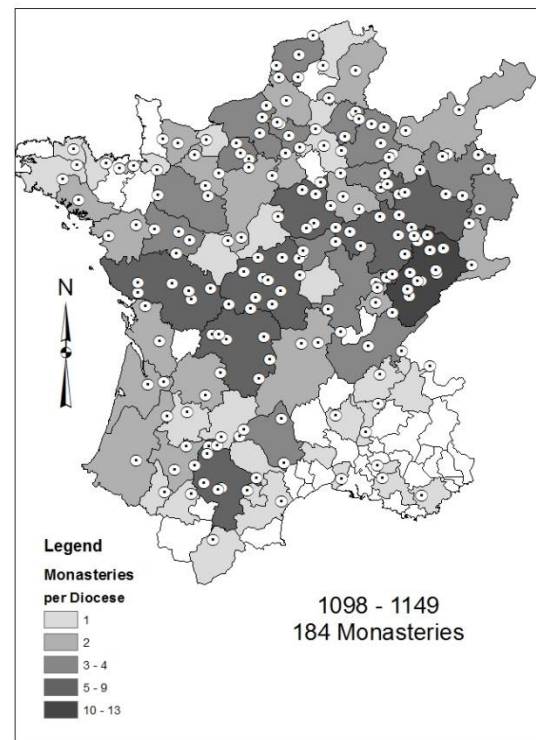 N
Legend
Monasteries
per Diocese
1
2
3 - 4
5 - 9
10 - 13
1098 - 1149
184 Monasteries